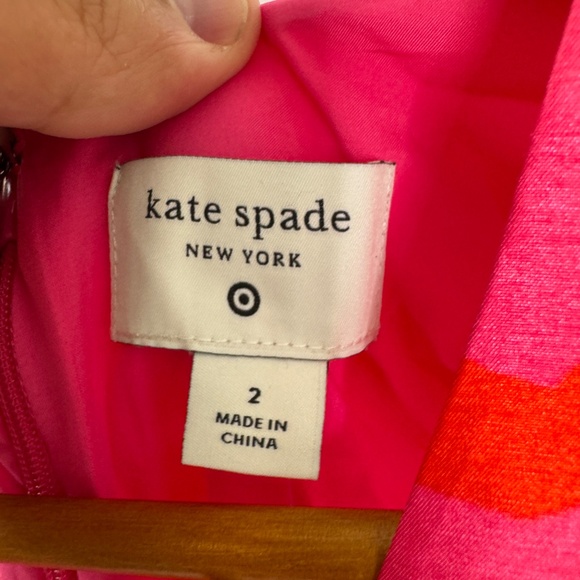 kate spade
NEW YORK
2
MADE IN
CHINA